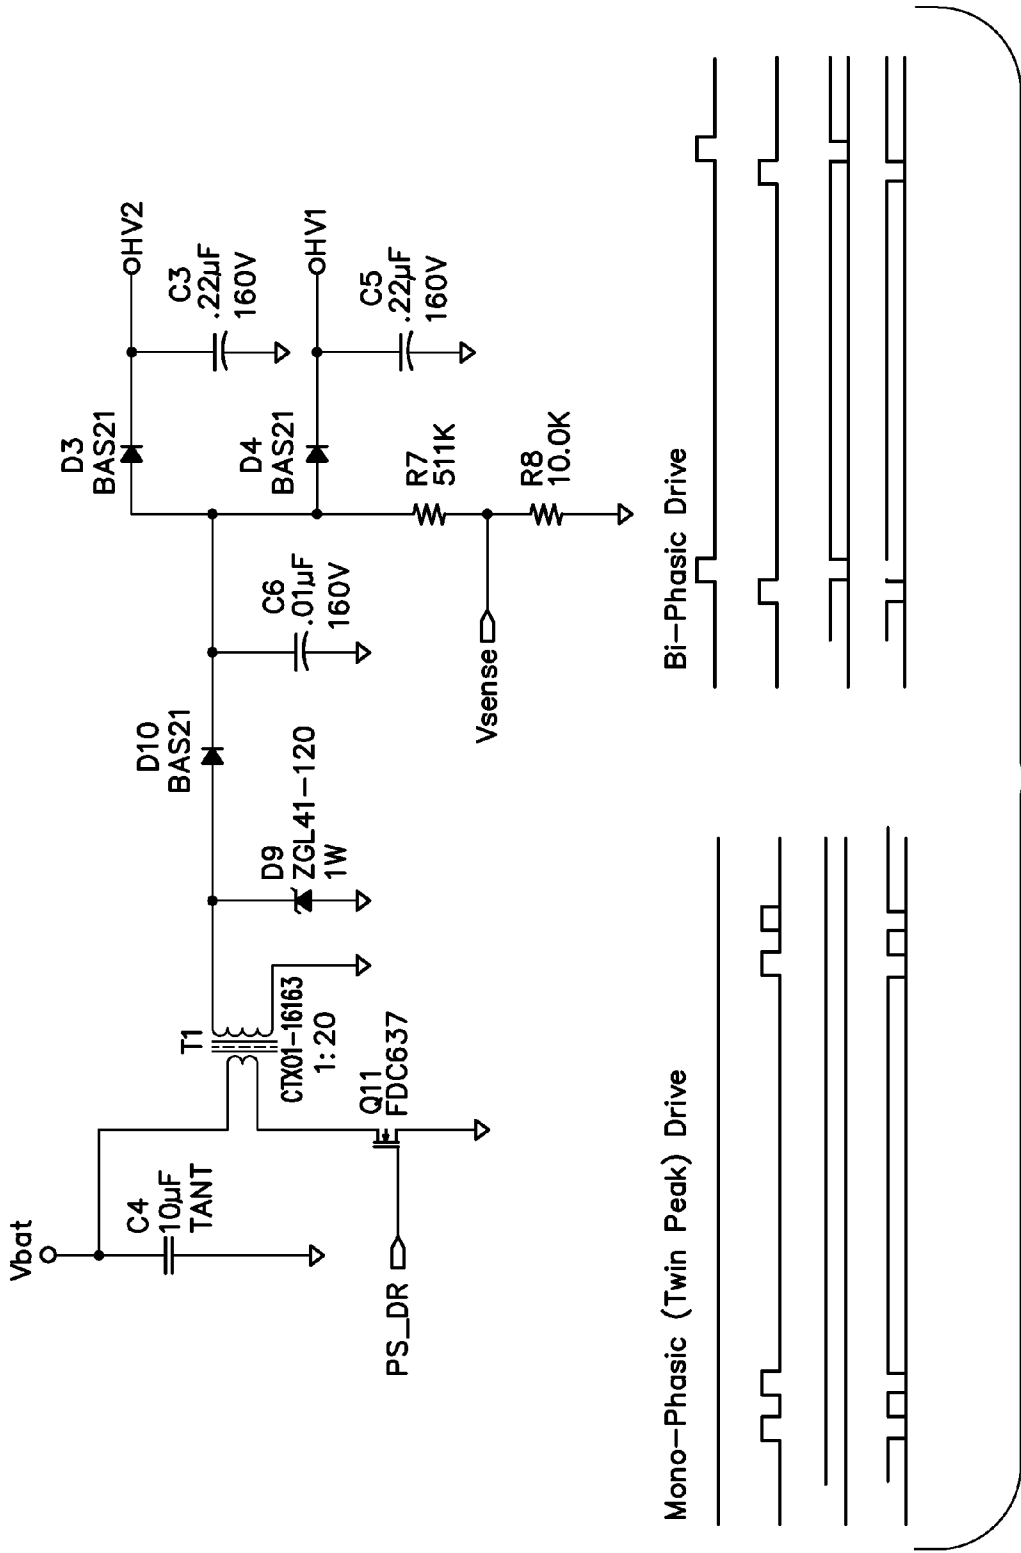 Vbat
C4
10µF
TANT
PS_DR
Q11
FDC637
T1
CTX01-16163
1:20
D9
ZGL41-120
1W
D10
BAS21
C6
.01µF
160V
Vsense
D3
BAS21
HV2
C3
.22µF
160V
D4
BAS21
HV1
C5
.22µF
160V
R7
511K
R8
10.0K
Mono-Phasic (Twin Peak) Drive
Bi-Phasic Drive